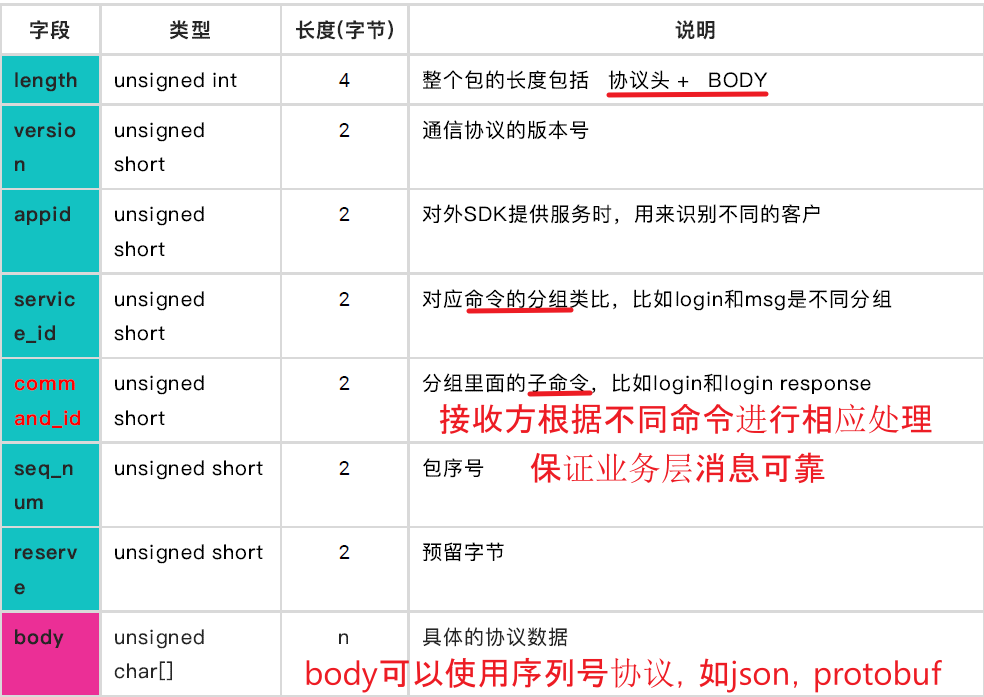 字段 类型 长度(字节) 说明
length unsigned int 4 整个包的长度包括 协议头 + BODY
versio unsigned 2 通信协议的版本号
n short
appid unsigned 2 对外SDK提供服务时，用来识别不同的客户
short
servic unsigned 2 对应命令的分组类比，比如login和msg是不同分组
e_id short
comm unsigned 2 分组里面的子命令，比如login和login response
and_id short 接收方根据不同命令进行相应处理
seq_n unsigned short 2 包序号 保证业务层消息可靠
um
reserv unsigned short 2 预留字节
e
body unsigned n 具体的协议数据
char[] body可以使用序列号协议, 如json, protobuf